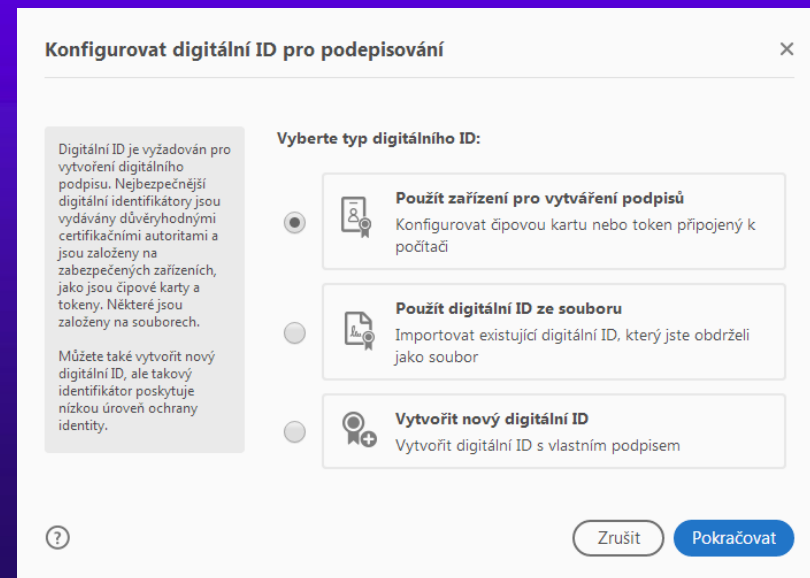 Konfigurovat digitální ID pro podepisování
Digitální ID je vyžadován pro
vytvoření digitálního
podpisu. Nejbezpečnější
digitální identifikátory jsou
vydávány důvěryhodnými
certifikačními autoritami a
jsou založeny na
zabezpečených zařízeních,
jako jsou čipové karty a
tokeny. Některé jsou
založeny na souborech.
Můžete také vytvořit nový
digitální ID, ale takový
identifikátor poskytuje
nízkou úroveň ochrany
identity.
Vyberte typ digitálního ID:
Použít zařízení pro vytváření podpisů
Konfigurovat čipovou kartu nebo token připojený k
počítači
Použít digitální ID ze souboru
Importovat existující digitální ID, který jste obdrželi
jako soubor
Vytvořit nový digitální ID
Vytvořit digitální ID s vlastním podpisem
?
Zrušit
Pokračovat